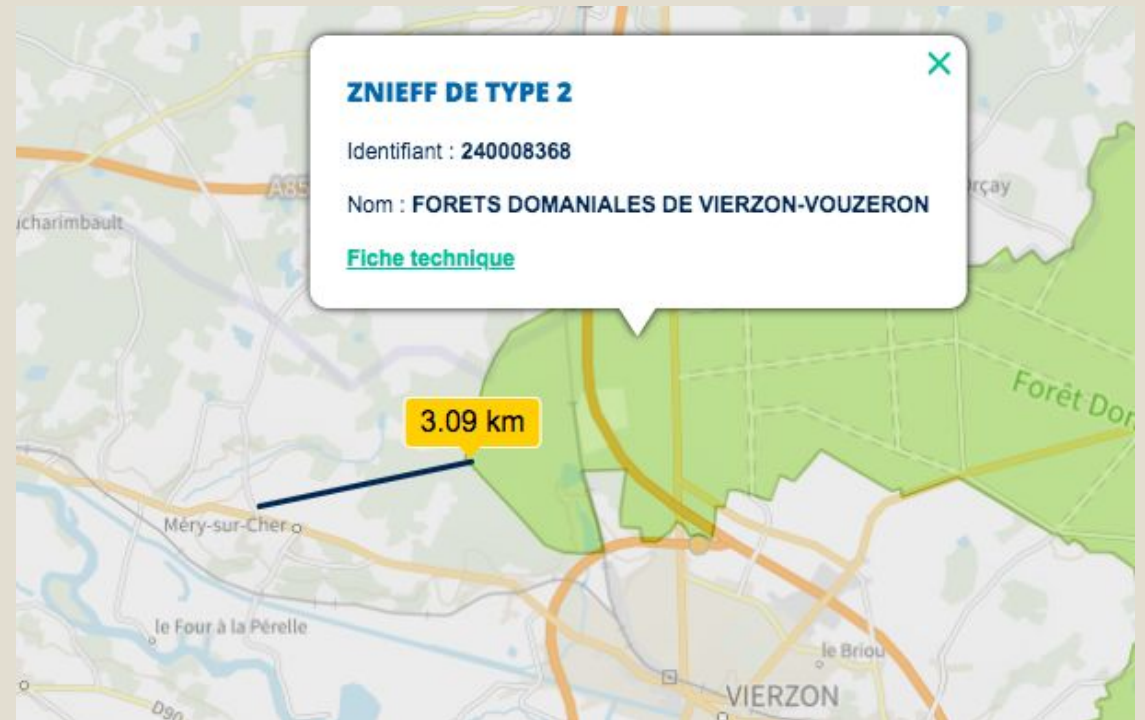 ZNIEFF DE TYPE 2
Identifiant : 240008368
Nom : FORETS DOMANIALES DE VIERZON-VOUZERON
Fiche technique
A85
rçay
ucharimbault
Forêt Dom
3.09 km
Méry-sur-Cher
le Four à la Pérelle
le Briou
VIERZON
D90